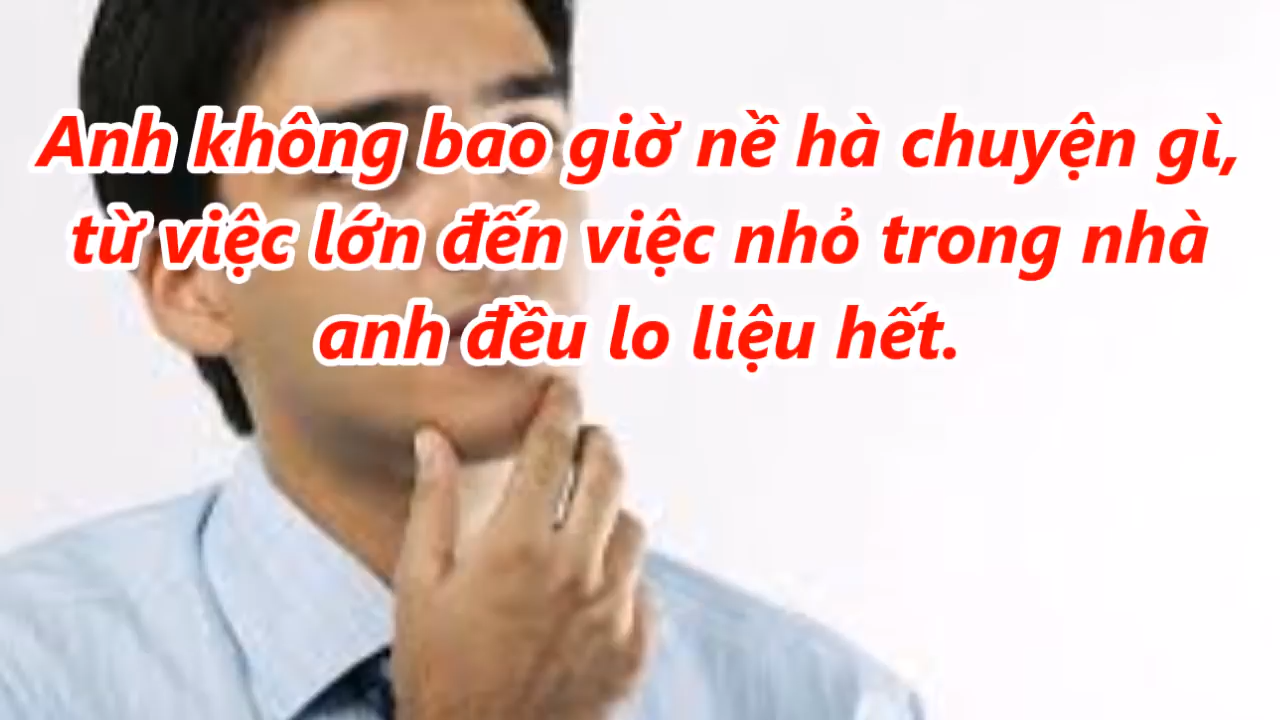 Anh không bao giờ nề hà chuyện gì,
từ việc lớn đến việc nhỏ trong nhà
anh đều lo liệu hết.